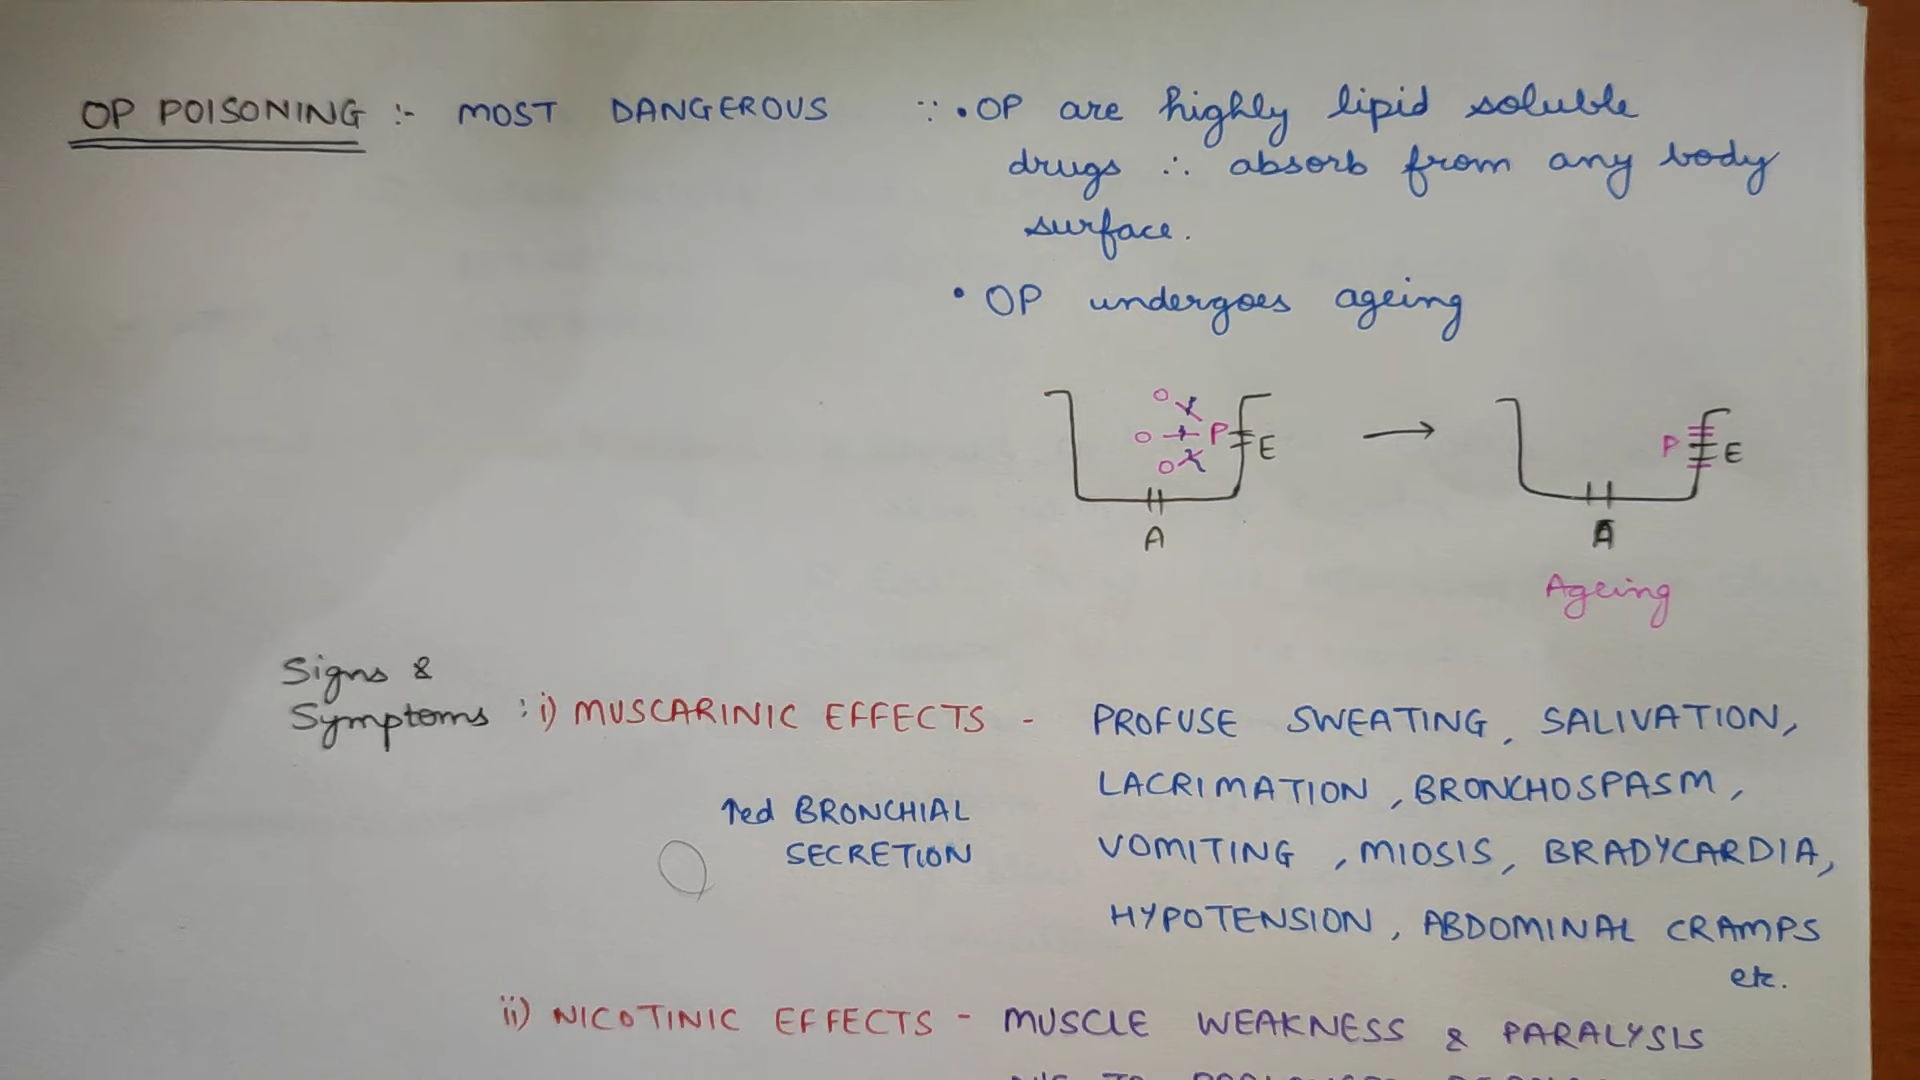 OP POISONING :- MOST DANGEROUS ∵ • OP are highly lipid soluble
drugs ∴ absorb from any body
surface.
• OP undergoes ageing
O O O P E → P E
A A
Ageing
Signs &
Symptoms : i) MUSCARINIC EFFECTS - PROFUSE SWEATING, SALIVATION,
LACRIMATION, BRONCHOSPASM,
↑ed BRONCHIAL
SECRETION
VOMITING, MIOSIS, BRADYCARDIA,
HYPOTENSION, ABDOMINAL CRAMPS
etc.
ii) NICOTINIC EFFECTS - MUSCLE WEAKNESS & PARALYSIS